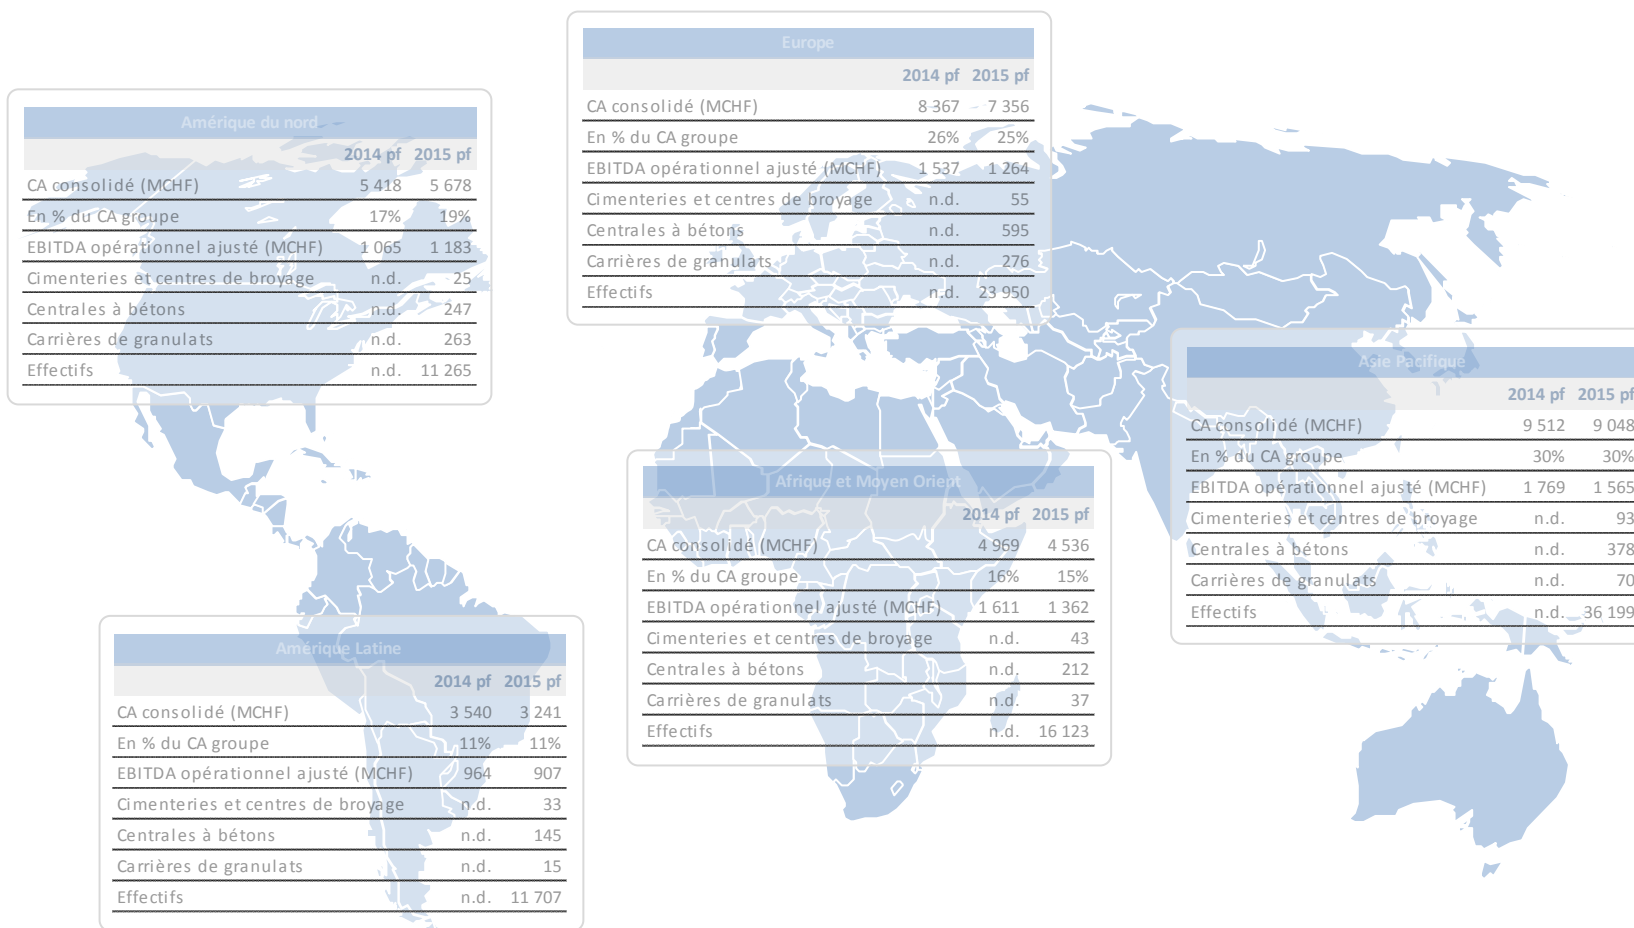 Europe
2014 pf 2015 pf
CA consolidé (MCHF) 8 367 7 356
En % du CA groupe 26% 25%
EBITDA opérationnel ajusté (MCHF) 1 537 1 264
Cimenteries et centres de broyage n.d. 55
Centrales à bétons n.d. 595
Carrières de granulats n.d. 276
Effectifs n.d. 23 950
Amérique du nord
2014 pf 2015 pf
CA consolidé (MCHF) 5 418 5 678
En % du CA groupe 17% 19%
EBITDA opérationnel ajusté (MCHF) 1 065 1 183
Cimenteries et centres de broyage n.d. 25
Centrales à bétons n.d. 247
Carrières de granulats n.d. 263
Effectifs n.d. 11 265
Asie Pacifique
2014 pf 2015 pf
CA consolidé (MCHF) 9 512 9 048
En % du CA groupe 30% 30%
EBITDA opérationnel ajusté (MCHF) 1 769 1 565
Cimenteries et centres de broyage n.d. 93
Centrales à bétons n.d. 378
Carrières de granulats n.d. 70
Effectifs n.d. 36 199
Afrique et Moyen Orient
2014 pf 2015 pf
CA consolidé (MCHF) 4 969 4 536
En % du CA groupe 16% 15%
EBITDA opérationnel ajusté (MCHF) 1 611 1 362
Cimenteries et centres de broyage n.d. 43
Centrales à bétons n.d. 212
Carrières de granulats n.d. 37
Effectifs n.d. 16 123
Amérique Latine
2014 pf 2015 pf
CA consolidé (MCHF) 3 540 3 241
En % du CA groupe 11% 11%
EBITDA opérationnel ajusté (MCHF) 964 907
Cimenteries et centres de broyage n.d. 33
Centrales à bétons n.d. 145
Carrières de granulats n.d. 15
Effectifs n.d. 11 707